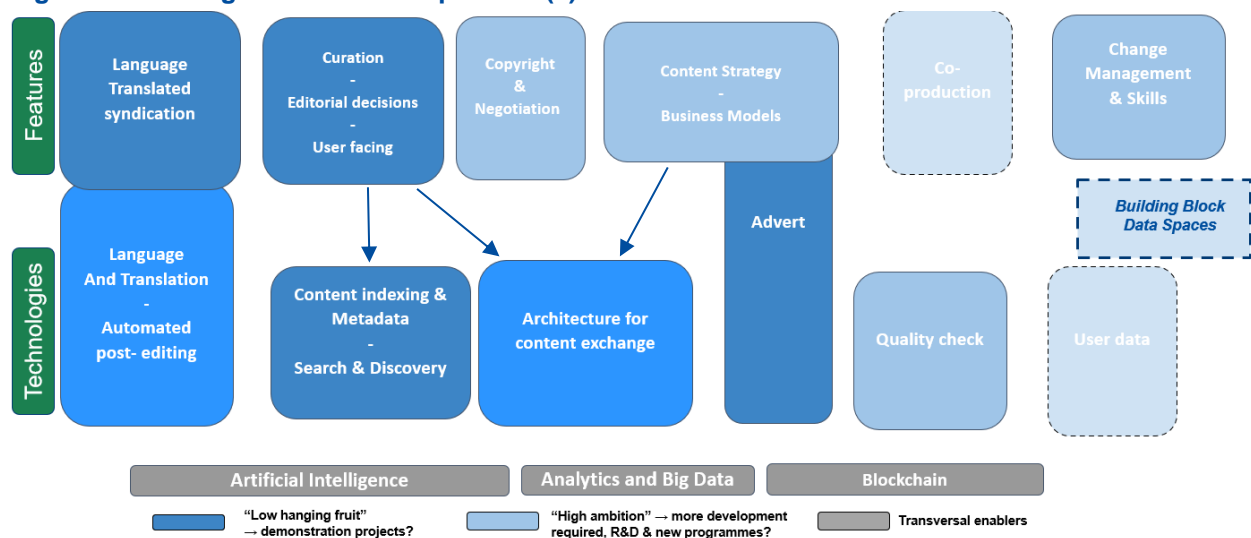 Features
Language
Translated
syndication
Curation
-
Editorial decisions
-
User facing
Copyright
&
Negotiation
Content Strategy
-
Business Models
Co-
production
Change
Management
& Skills
Building Block
Data Spaces
Advert
Technologies
Language
And Translation
-
Automated
post- editing
Content indexing &
Metadata
-
Search & Discovery
Architecture for
content exchange
Quality check
User data
Artificial Intelligence
Analytics and Big Data
Blockchain
“Low hanging fruit”
→ demonstration projects?
“High ambition” → more development
required, R&D & new programmes?
Transversal enablers